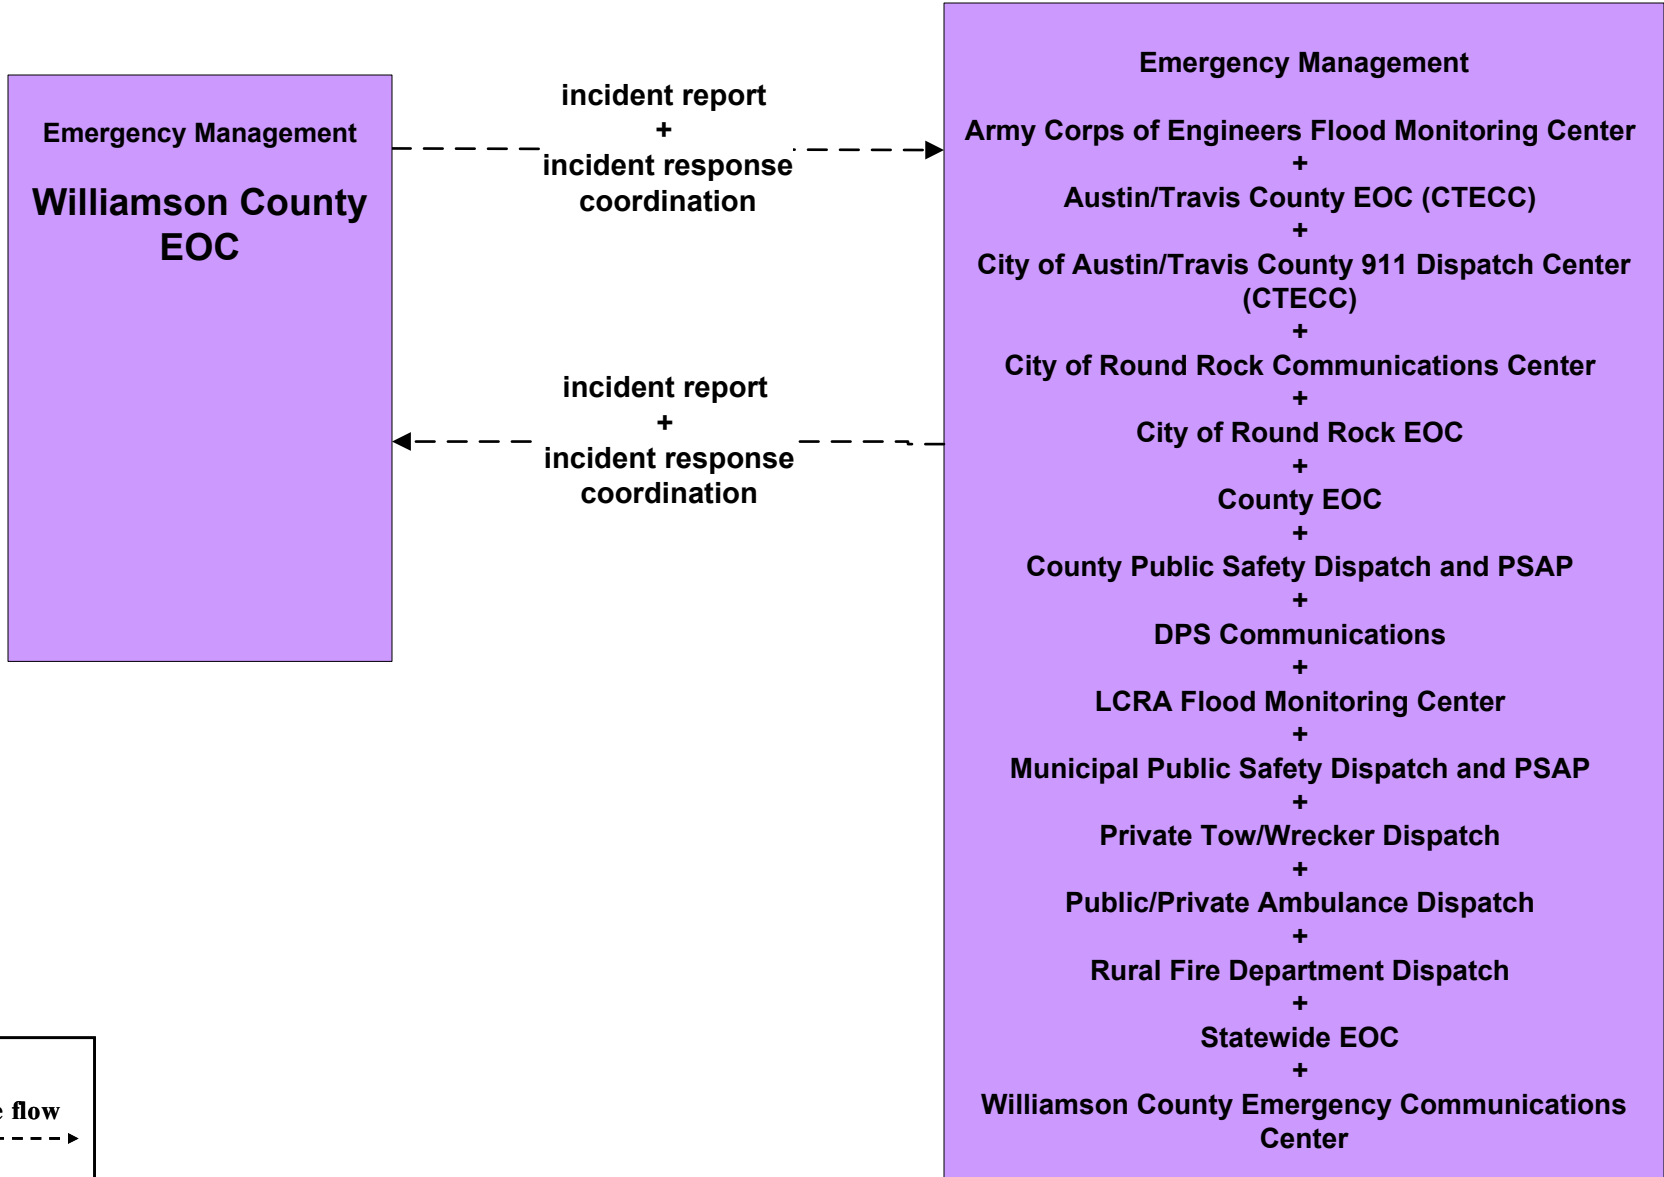 Emergency Management
Williamson County
EOC
incident report
+
incident response
coordination
incident report
+
incident response
coordination
Emergency Management
Army Corps of Engineers Flood Monitoring Center
+
Austin/Travis County EOC (CTECC)
+
City of Austin/Travis County 911 Dispatch Center
(CTECC)
+
City of Round Rock Communications Center
+
City of Round Rock EOC
+
County EOC
+
County Public Safety Dispatch and PSAP
+
DPS Communications
+
LCRA Flood Monitoring Center
+
Municipal Public Safety Dispatch and PSAP
+
Private Tow/Wrecker Dispatch
+
Public/Private Ambulance Dispatch
+
Rural Fire Department Dispatch
+
Statewide EOC
+
Williamson County Emergency Communications
Center
flow